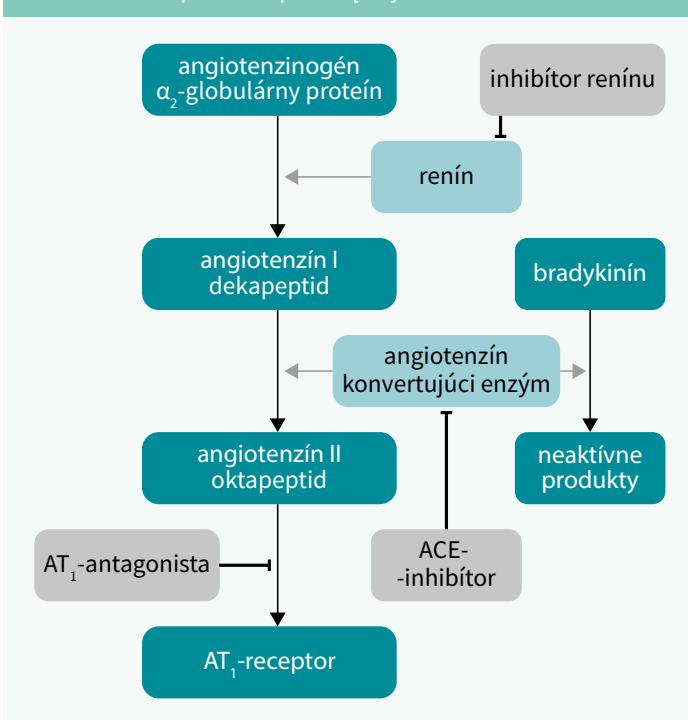 angiotenzinogén
α₂-globulárny proteín
inhibítor renínu
renín
angiotenzín I
dekapeptid
bradykinín
angiotenzín
konvertujúci enzým
angiotenzín II
oktapeptid
neaktívne
produkty
AT₁-antagonista
ACE-
-inhibítor
AT₁-receptor